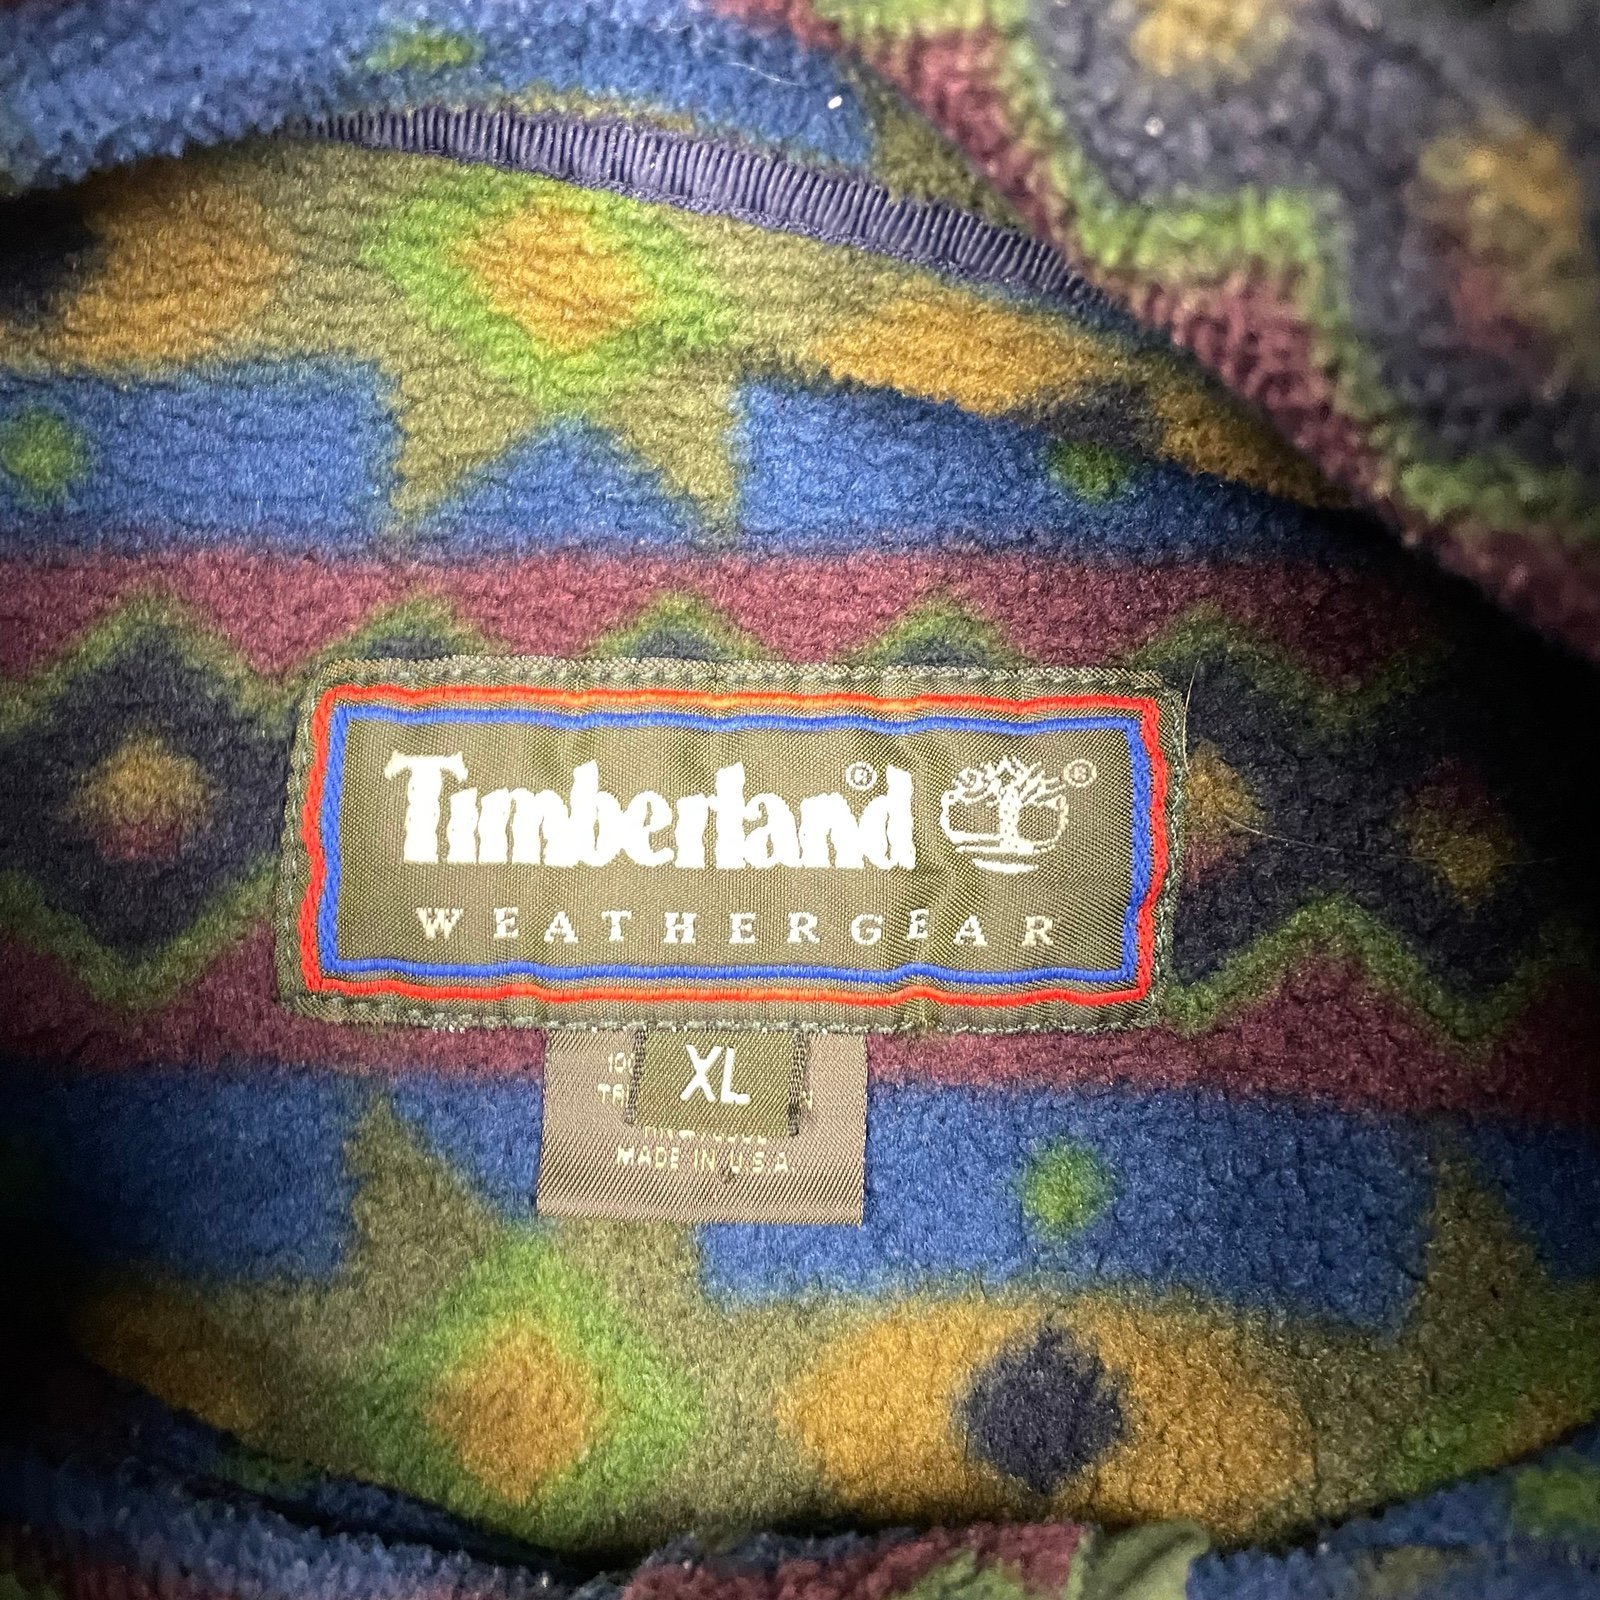 Timberland® ®
WEATHERGEAR
XL
MADE IN U.S.A